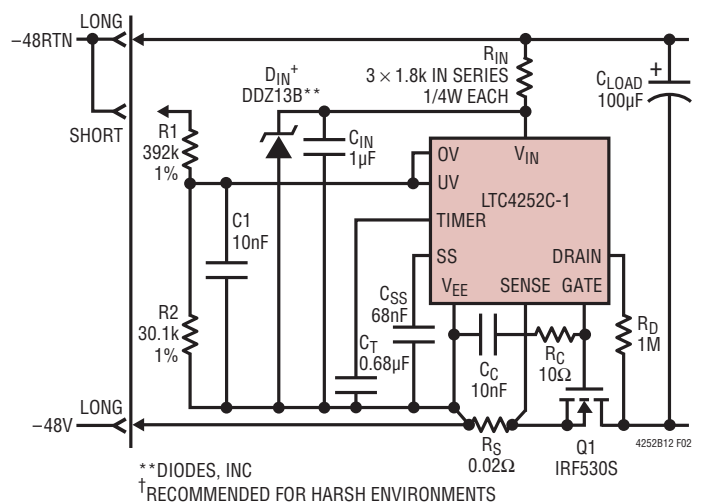 LONG
−48RTN
SHORT
R1
392k
1%
R2
30.1k
1%
LONG
−48V
C1
10nF
DIN†
DDZ13B**
CIN
1µF
RIN
3 × 1.8k IN SERIES
1/4W EACH
CLOAD
100µF
+
OV
VIN
UV
LTC4252C-1
TIMER
SS
DRAIN
VEE
SENSE
GATE
CSS
68nF
CT
0.68µF
CC
10nF
RC
10Ω
RD
1M
RS
0.02Ω
Q1
IRF530S
4252B12 F02
**DIODES, INC
†RECOMMENDED FOR HARSH ENVIRONMENTS